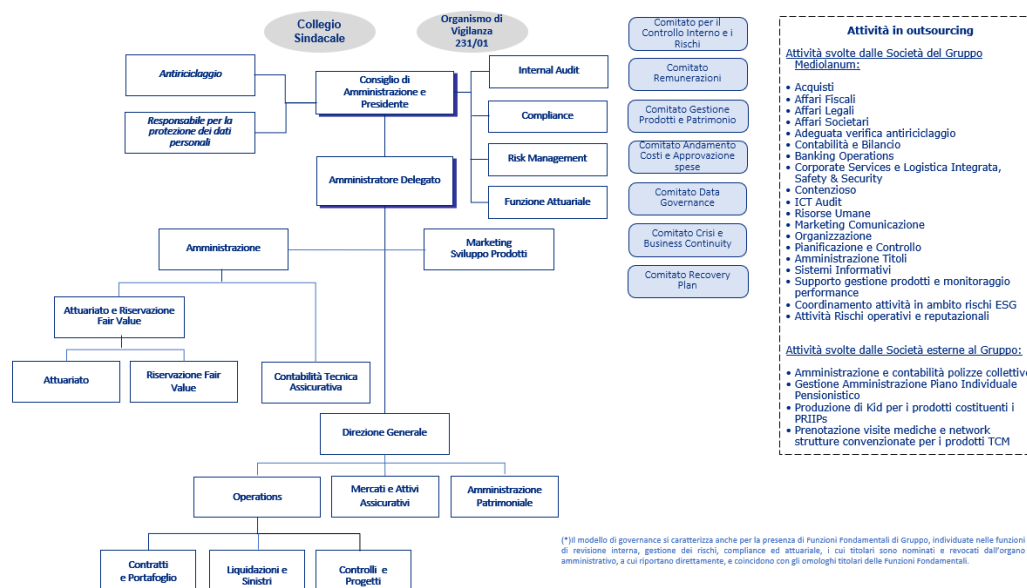 Collegio
Sindacale
Organismo di
Vigilanza
231/01
Antiriciclaggio
Responsabile per la
protezione dei dati
personali
Consiglio di
Amministrazione e
Presidente
Amministratore Delegato
Internal Audit
Compliance
Risk Management
Funzione Attuariale
Comitato per il
Controllo Interno e i
Rischi
Comitato
Remunerazioni
Comitato Gestione
Prodotti e Patrimonio
Comitato Andamento
Costi e Approvazione
spese
Comitato Data
Governance
Comitato Crisi e
Business Continuity
Comitato Recovery
Plan
Amministrazione
Marketing
Sviluppo Prodotti
Attuariato e Riservazione
Fair Value
Attuariato
Riservazione Fair
Value
Contabilità Tecnica
Assicurativa
Direzione Generale
Operations
Mercati e Attivi
Assicurativi
Amministrazione
Patrimoniale
Contratti
e Portafoglio
Liquidazioni e
Sinistri
Controlli e
Progetti
Attività in outsourcing
Attività svolte dalle Società del Gruppo
Mediolanum:
• Acquisti
• Affari Fiscali
• Affari Legali
• Affari Societari
• Adeguata verifica antiriciclaggio
• Contabilità e Bilancio
• Banking Operations
• Corporate Services e Logistica Integrata,
Safety & Security
• Contenzioso
• ICT Audit
• Risorse Umane
• Marketing Comunicazione
• Organizzazione
• Pianificazione e Controllo
• Amministrazione Titoli
• Sistemi Informativi
• Supporto gestione prodotti e monitoraggio
performance
• Coordinamento attività in ambito rischi ESG
• Attività Rischi operativi e reputazionali
Attività svolte dalle Società esterne al Gruppo:
• Amministrazione e contabilità polizze collettive
• Gestione Amministrazione Piano Individuale
Pensionistico
• Produzione di Kid per i prodotti costituenti i
PRIIPs
• Prenotazione visite mediche e network
strutture convenzionate per i prodotti TCM
(*)Il modello di governance si caratterizza anche per la presenza di Funzioni Fondamentali di Gruppo, individuate nelle funzioni
di revisione interna, gestione dei rischi, compliance ed attuariale, i cui titolari sono nominati e revocati dall'organo
amministrativo, a cui riportano direttamente, e coincidono con gli omologhi titolari delle Funzioni Fondamentali.